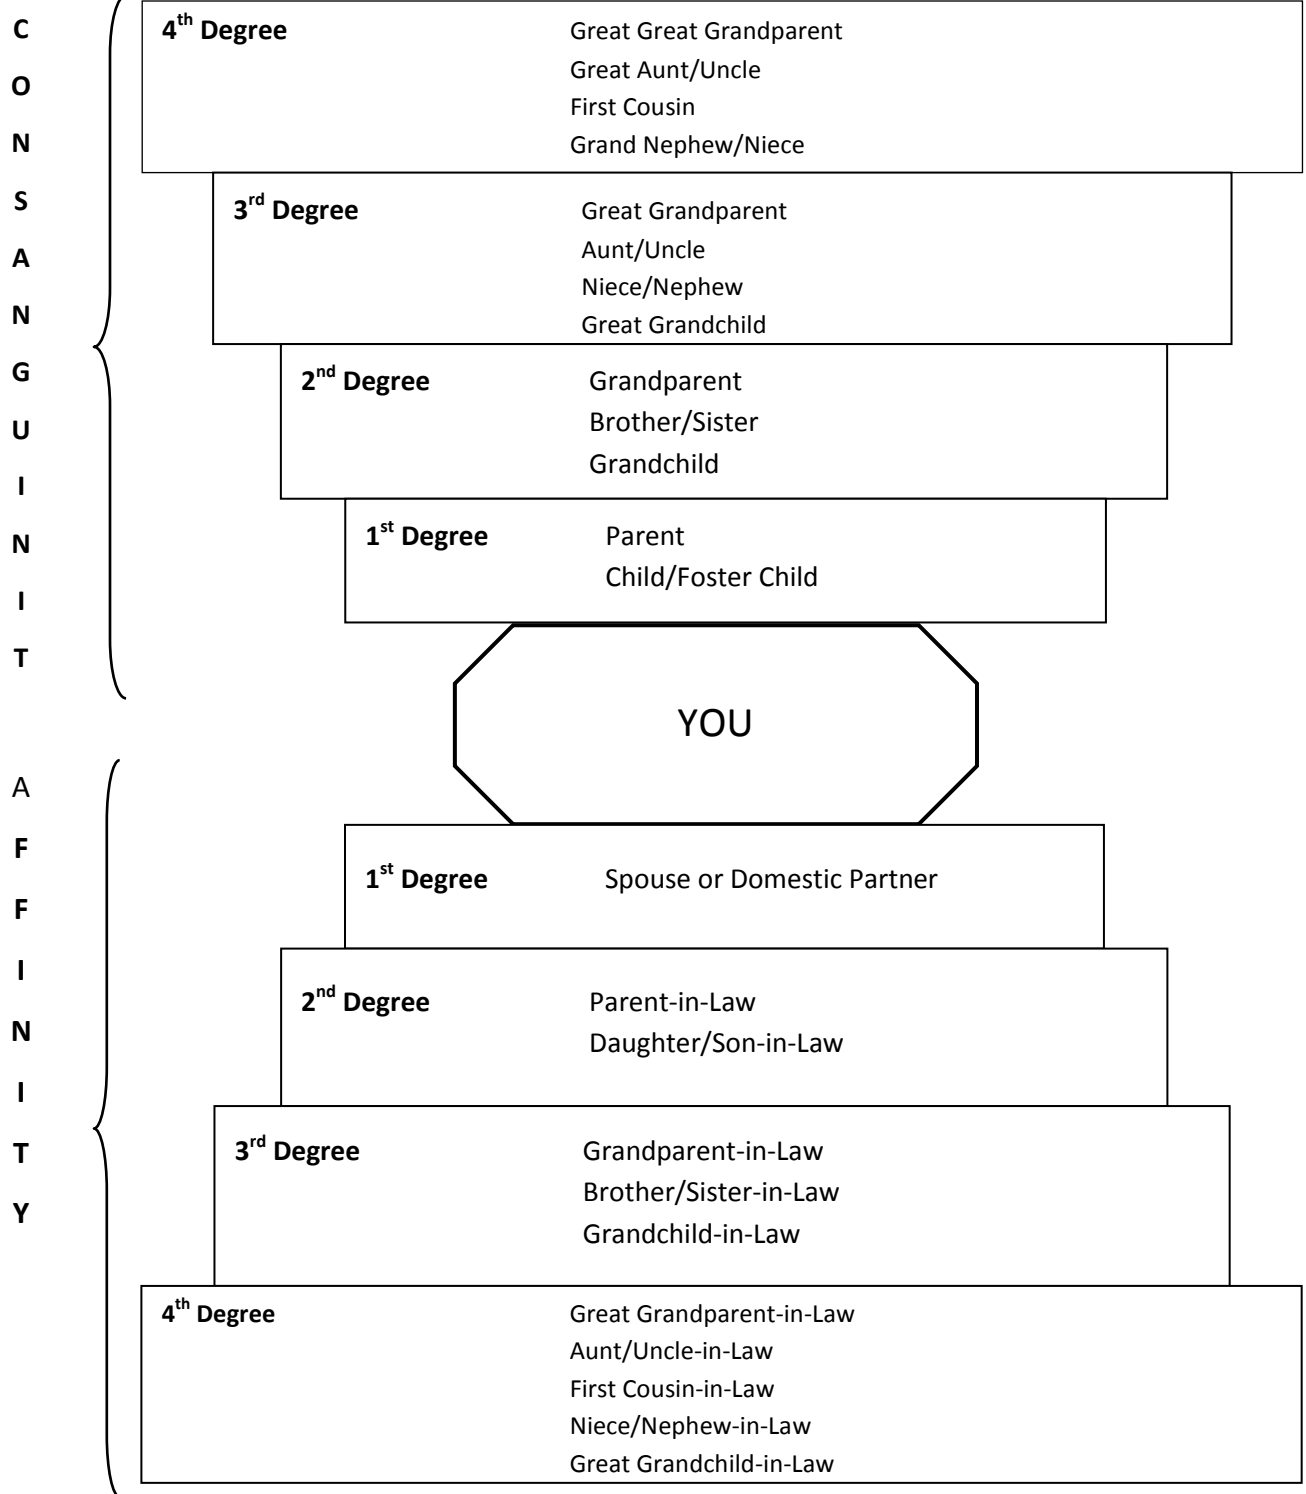 CONSANGUINIT
4th Degree Great Great Grandparent
Great Aunt/Uncle
First Cousin
Grand Nephew/Niece
3rd Degree Great Grandparent
Aunt/Uncle
Niece/Nephew
Great Grandchild
2nd Degree Grandparent
Brother/Sister
Grandchild
1st Degree Parent
Child/Foster Child
YOU
AFFINITY
1st Degree Spouse or Domestic Partner
2nd Degree Parent-in-Law
Daughter/Son-in-Law
3rd Degree Grandparent-in-Law
Brother/Sister-in-Law
Grandchild-in-Law
4th Degree Great Grandparent-in-Law
Aunt/Uncle-in-Law
First Cousin-in-Law
Niece/Nephew-in-Law
Great Grandchild-in-Law